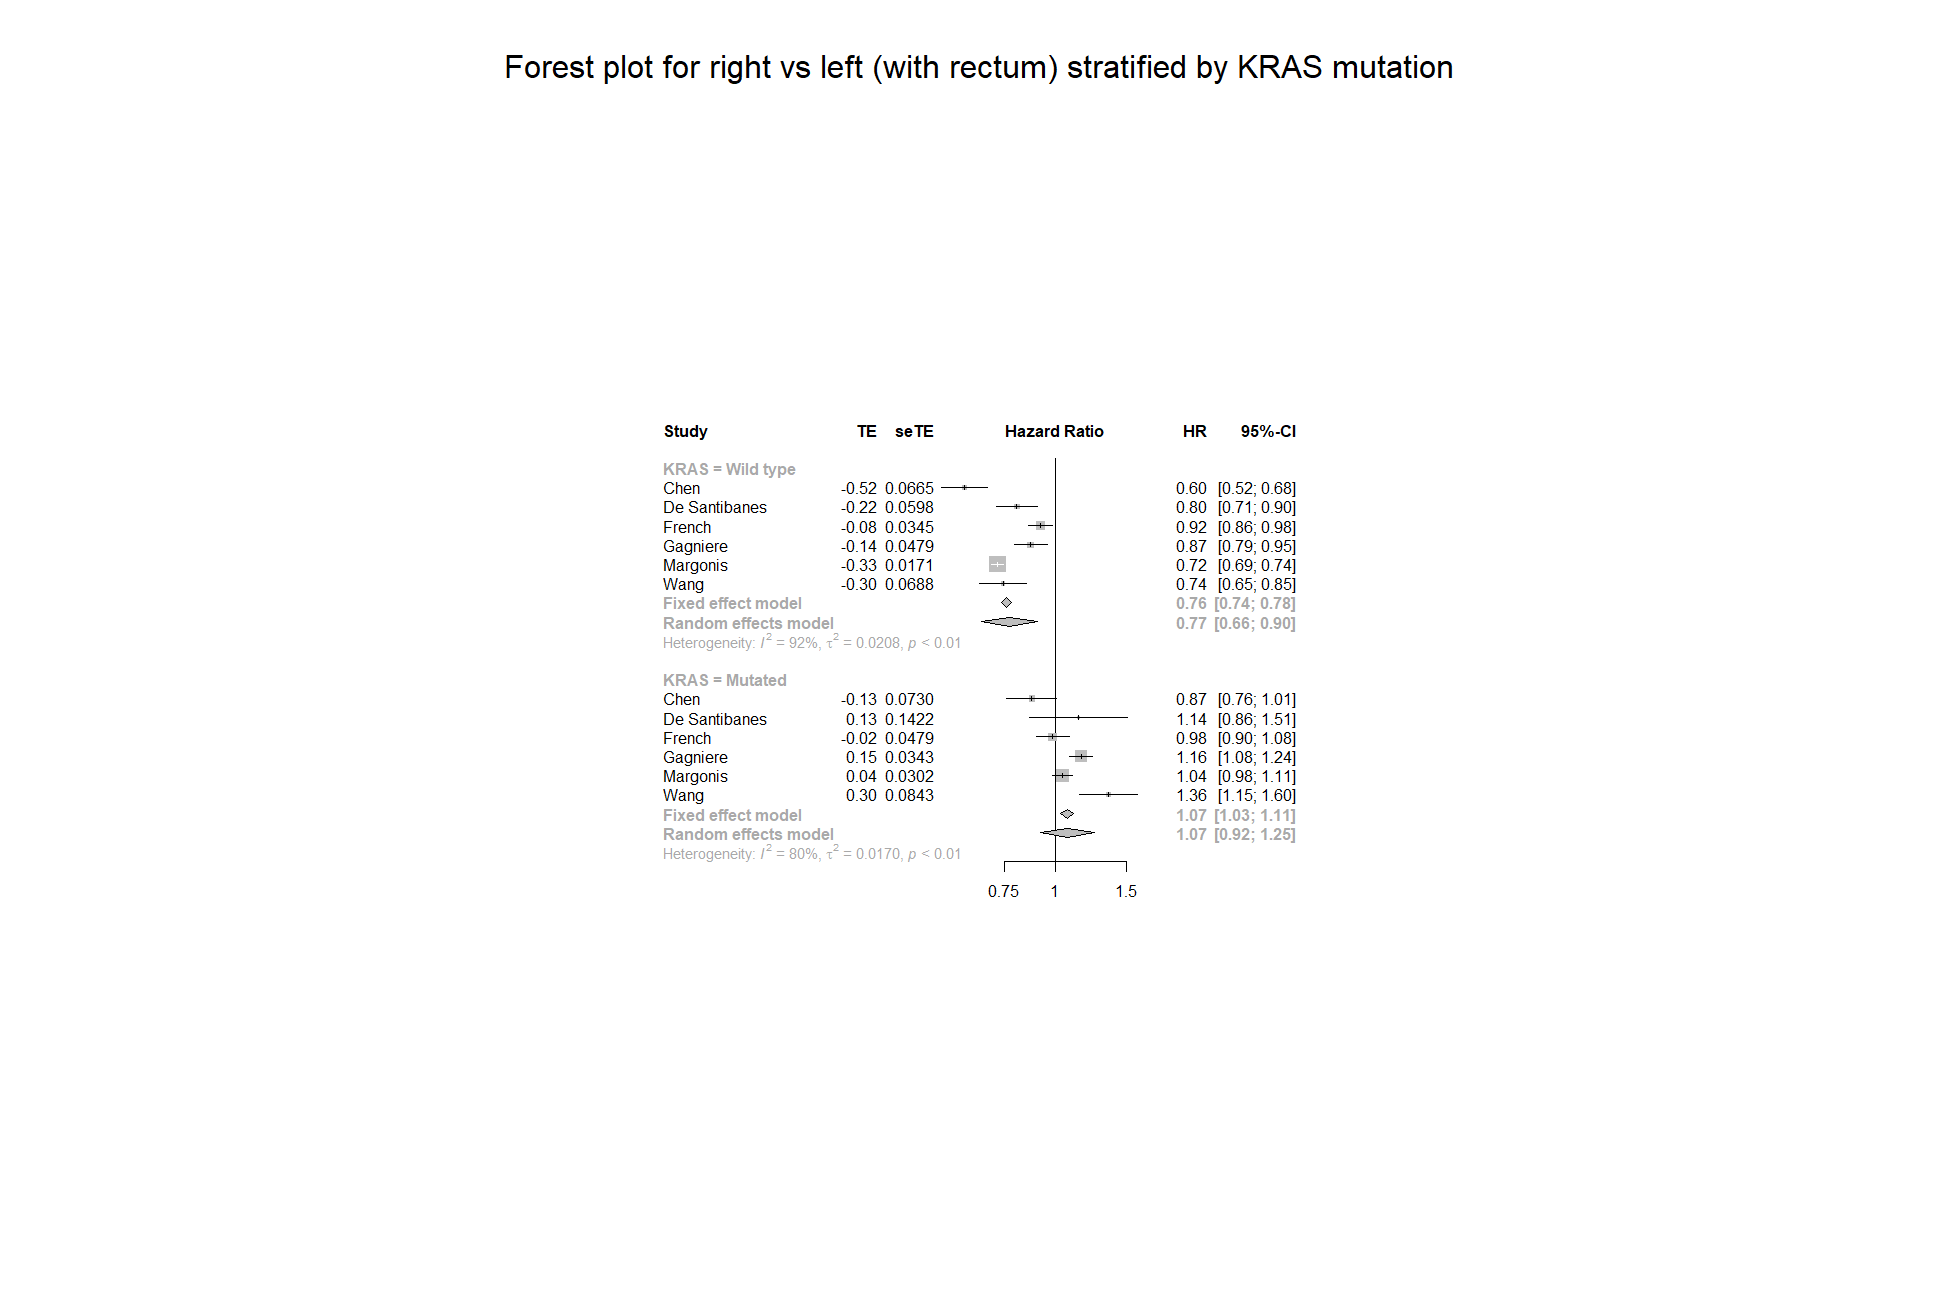 Forest plot for right vs left (with rectum) stratified by KRAS mutation
Study TE seTE Hazard Ratio HR 95%-CI
KRAS = Wild type
Chen -0.52 0.0665 0.60 [0.52; 0.68]
De Santibanes -0.22 0.0598 0.80 [0.71; 0.90]
French -0.08 0.0345 0.92 [0.86; 0.98]
Gagniere -0.14 0.0479 0.87 [0.79; 0.95]
Margonis -0.33 0.0171 0.72 [0.69; 0.74]
Wang -0.30 0.0688 0.74 [0.65; 0.85]
Fixed effect model 0.76 [0.74; 0.78]
Random effects model 0.77 [0.66; 0.90]
Heterogeneity: I² = 92%, τ² = 0.0208, p < 0.01
KRAS = Mutated
Chen -0.13 0.0730 0.87 [0.76; 1.01]
De Santibanes 0.13 0.1422 1.14 [0.86; 1.51]
French -0.02 0.0479 0.98 [0.90; 1.08]
Gagniere 0.15 0.0343 1.16 [1.08; 1.24]
Margonis 0.04 0.0302 1.04 [0.98; 1.11]
Wang 0.30 0.0843 1.36 [1.15; 1.60]
Fixed effect model 1.07 [1.03; 1.11]
Random effects model 1.07 [0.92; 1.25]
Heterogeneity: I² = 80%, τ² = 0.0170, p < 0.01
0.75 1 1.5